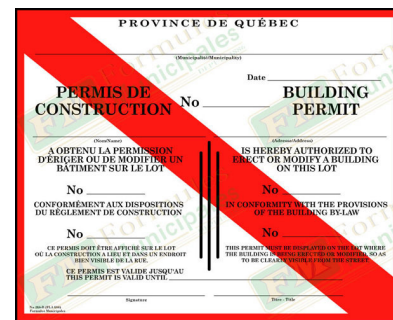 PROVINCE DE QUÉBEC
(Municipalité/Municipality)
Date
PERMIS DE CONSTRUCTION
No
BUILDING PERMIT
(Nom/Name)
(Adresse/Address)
A OBTENU LA PERMISSION
D'ÉRIGER OU DE MODIFIER UN
BÂTIMENT SUR LE LOT
No
CONFORMÉMENT AUX DISPOSITIONS
DU RÈGLEMENT DE CONSTRUCTION
No
CE PERMIS DOIT ÊTRE AFFICHÉ SUR LE LOT
OÙ LA CONSTRUCTION A LIEU ET DANS UN ENDROIT
BIEN VISIBLE DE LA RUE.
IS HEREBY AUTHORIZED TO
ERECT OR MODIFY A BUILDING
ON THIS LOT
No
IN CONFORMITY WITH THE PROVISIONS
OF THE BUILDING BY-LAW
No
THIS PERMIT MUST BE DISPLAYED ON THE LOT WHERE
THE BUILDING IS BEING ERECTED OR MODIFIED, SO AS
TO BE CLEARLY VISIBLE FROM THE STREET
CE PERMIS EST VALIDE JUSQU'AU
THIS PERMIT IS VALID UNTIL
Signature
Titre - Title
Formules Municipales